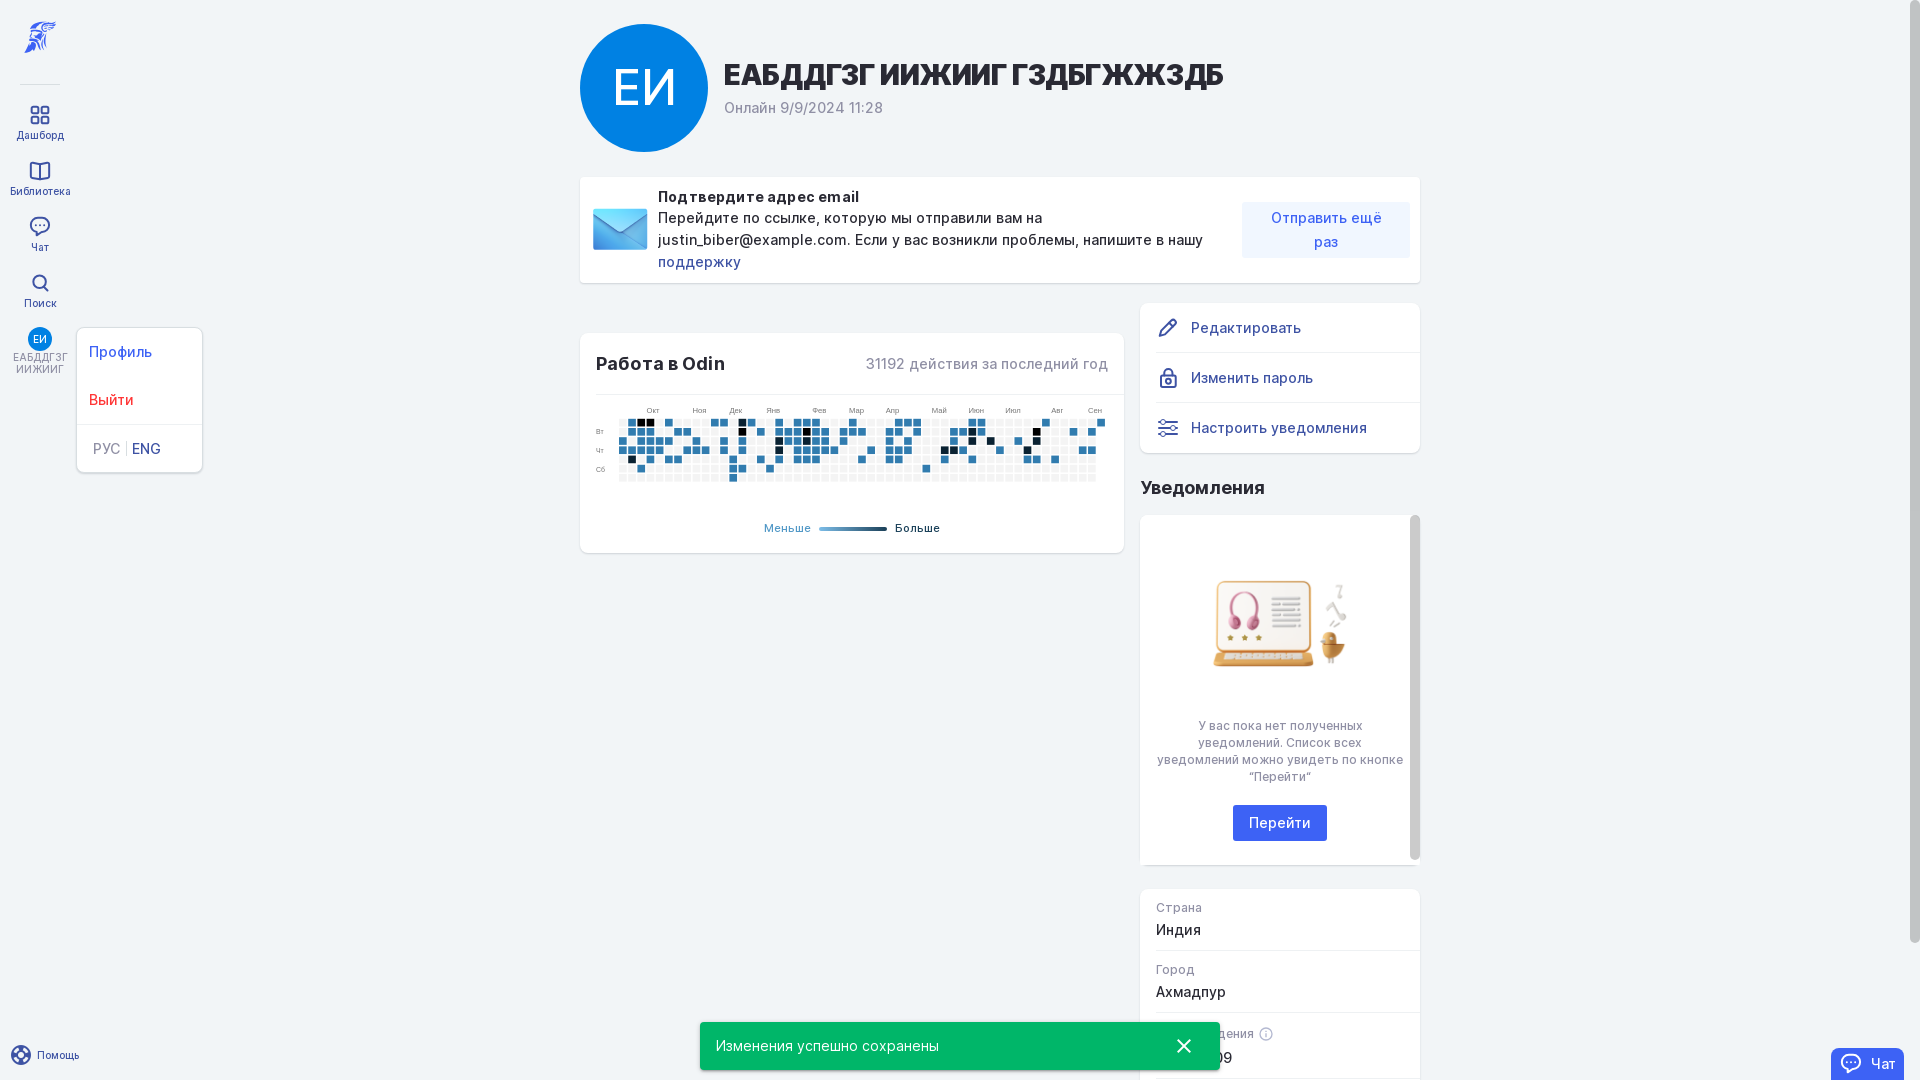 Дашборд
Библиотека
Чат
Поиск
ЕИ
ЕАБДДГЗГ
ИИЖИИГ
Профиль
Выйти
РУС
ENG
Помощь
ЕИ
ЕАБДДГЗГ ИИЖИИГ ГЗДБГЖЖЗДБ
Онлайн 9/9/2024 11:28
Подтвердите адрес email
Перейдите по ссылке, которую мы отправили вам на
justin_biber@example.com. Если у вас возникли проблемы, напишите в нашу
поддержку
Отправить ещё
раз
Работа в Odin
31192 действия за последний год
Окт Ноя Дек Янв Фев Мар Апр Май Июн Июл Авг Сен
Вт
Чт
Сб
Меньше
Больше
Редактировать
Изменить пароль
Настроить уведомления
Уведомления
У вас пока нет полученных
уведомлений. Список всех
уведомлений можно увидеть по кнопке
“Перейти“
Перейти
Страна
Индия
Город
Ахмадпур
Изменения успешно сохранены
Чат